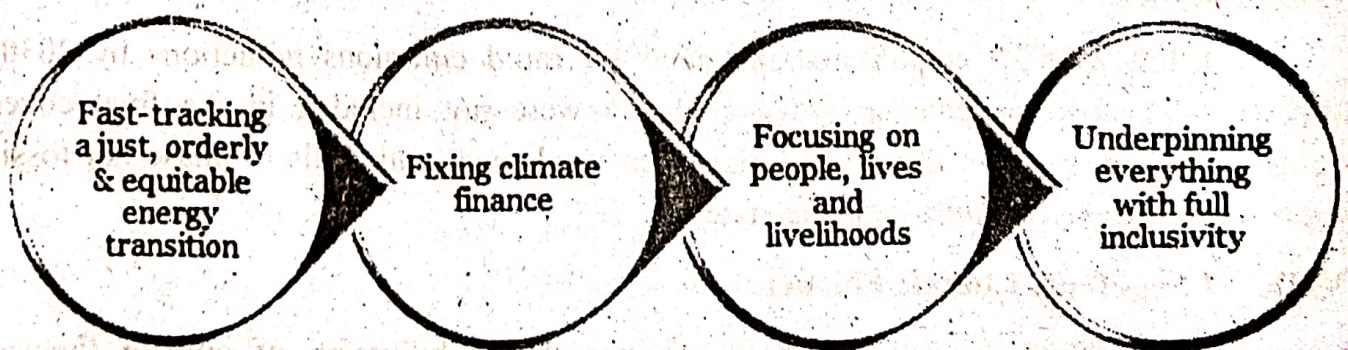 Fast-tracking
a just, orderly
& equitable
energy
transition
Fixing climate
finance
Focusing on
people, lives
and
livelihoods
Underpinning
everything
with full
inclusivity